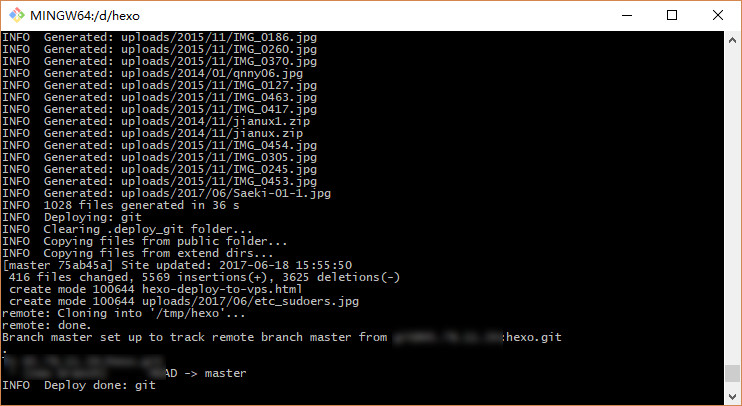 MINGW64:/d/hexo
INFO  Generated: uploads/2015/11/IMG_0186.jpg
INFO  Generated: uploads/2015/11/IMG_0260.jpg
INFO  Generated: uploads/2015/11/IMG_0370.jpg
INFO  Generated: uploads/2014/01/qnny06.jpg
INFO  Generated: uploads/2015/11/IMG_0127.jpg
INFO  Generated: uploads/2015/11/IMG_0463.jpg
INFO  Generated: uploads/2015/11/IMG_0417.jpg
INFO  Generated: uploads/2014/11/jianux1.zip
INFO  Generated: uploads/2014/11/jianux.zip
INFO  Generated: uploads/2015/11/IMG_0454.jpg
INFO  Generated: uploads/2015/11/IMG_0305.jpg
INFO  Generated: uploads/2015/11/IMG_0245.jpg
INFO  Generated: uploads/2015/11/IMG_0453.jpg
INFO  Generated: uploads/2017/06/Saeki-01-1.jpg
INFO  1028 files generated in 36 s
INFO  Deploying: git
INFO  Clearing .deploy_git folder...
INFO  Copying files from public folder...
INFO  Copying files from extend dirs...
[master 75ab45a] Site updated: 2017-06-18 15:55:50
 416 files changed, 5569 insertions(+), 3625 deletions(-)
 create mode 100644 hexo-deploy-to-vps.html
 create mode 100644 uploads/2017/06/etc_sudoers.jpg
remote: Cloning into '/tmp/hexo'...
remote: done.
Branch master set up to track remote branch master from :hexo.git
.
AD -> master
INFO  Deploy done: git